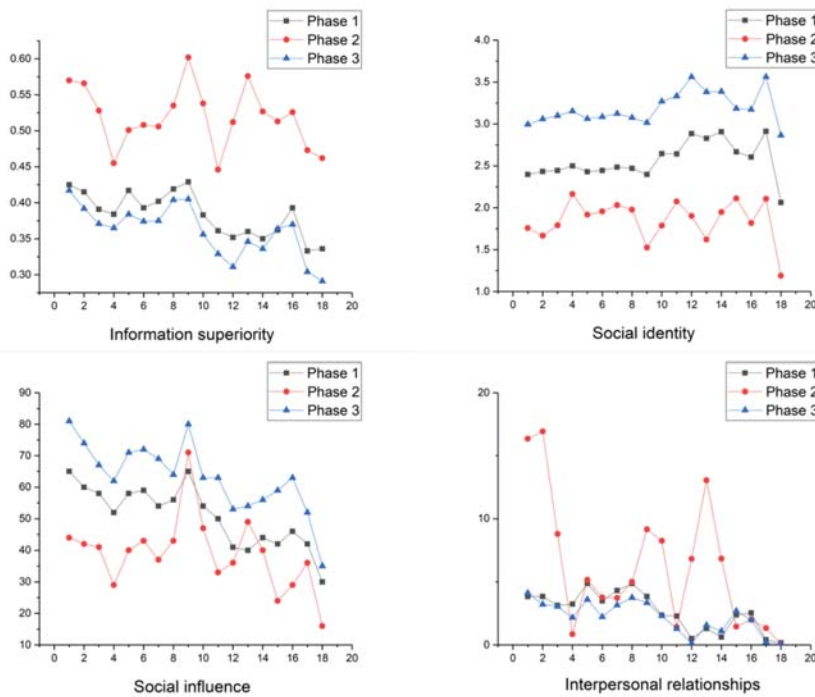 Phase 1
Phase 2
Phase 3
0.60
0.55
0.50
0.45
0.40
0.35
0.30
0 2 4 6 8 10 12 14 16 18 20
Information superiority
Phase 1
Phase 2
Phase 3
4.0
3.5
3.0
2.5
2.0
1.5
1.0
0 2 4 6 8 10 12 14 16 18 20
Social identity
Phase 1
Phase 2
Phase 3
90
80
70
60
50
40
30
20
10
0 2 4 6 8 10 12 14 16 18 20
Social influence
Phase 1
Phase 2
Phase 3
20
10
0
0 2 4 6 8 10 12 14 16 18 20
Interpersonal relationships